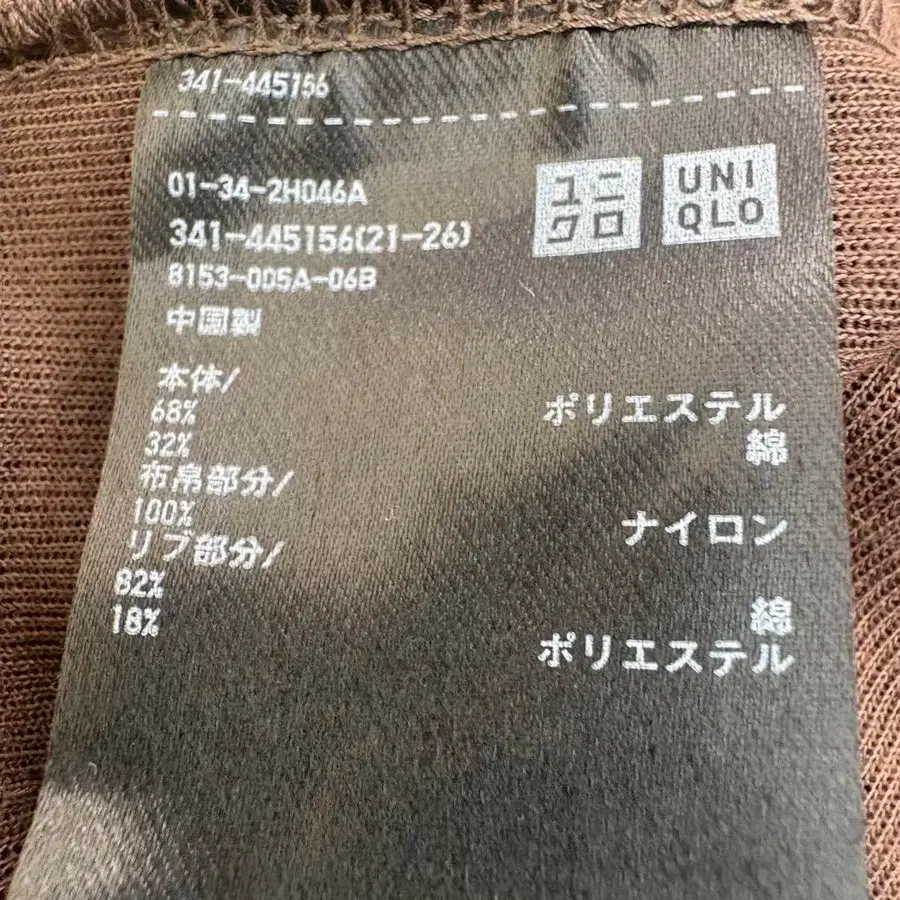 341-445156
01-34-2H046A
341-445156(21-26)
8153-005A-06B
中国製
ユニ
クロ
UNI
QLO
本体/
68% ポリエステル
32% 綿
布帛部分/
100% ナイロン
リブ部分/
82% 綿
18% ポリエステル